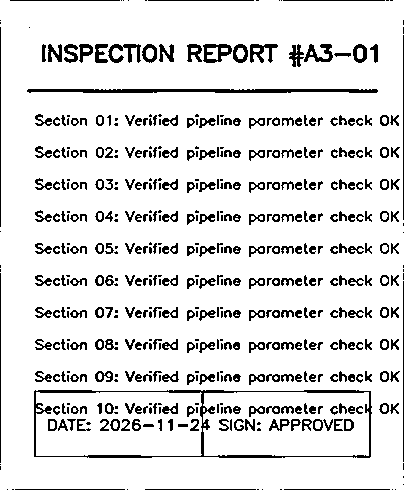 INSPECTION REPORT #A3-01
Section 01: Verified pipeline parameter check OK
Section 02: Verified pipeline parameter check OK
Section 03: Verified pipeline parameter check OK
Section 04: Verified pipeline parameter check OK
Section 05: Verified pipeline parameter check OK
Section 06: Verified pipeline parameter check OK
Section 07: Verified pipeline parameter check OK
Section 08: Verified pipeline parameter check OK
Section 09: Verified pipeline parameter check OK
Section 10: Verified pipeline parameter check OK
DATE: 2026-11-24 SIGN: APPROVED